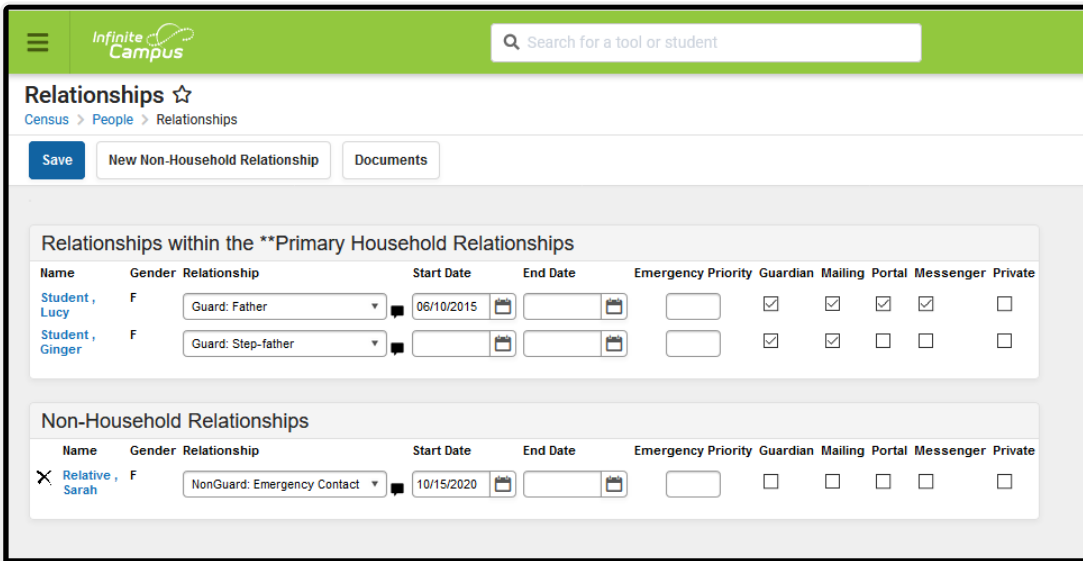 Infinite
Campus
Search for a tool or student
Relationships
Census > People > Relationships
Save New Non-Household Relationship Documents
Relationships within the **Primary Household Relationships
Name Gender Relationship Start Date End Date Emergency Priority Guardian Mailing Portal Messenger Private
Student , F Guard: Father 06/10/2015
Lucy
Student , F Guard: Step-father
Ginger
Non-Household Relationships
Name Gender Relationship Start Date End Date Emergency Priority Guardian Mailing Portal Messenger Private
Relative , F NonGuard: Emergency Contact 10/15/2020
Sarah